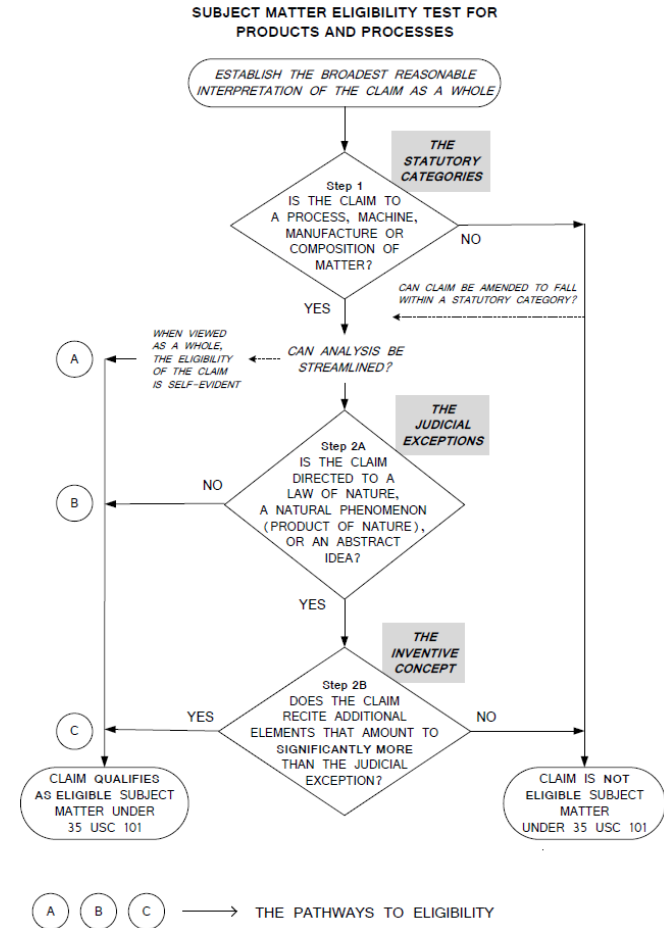 SUBJECT MATTER ELIGIBILITY TEST FOR
PRODUCTS AND PROCESSES
ESTABLISH THE BROADEST REASONABLE
INTERPRETATION OF THE CLAIM AS A WHOLE
THE
STATUTORY
CATEGORIES
Step 1
IS THE CLAIM TO
A PROCESS, MACHINE,
MANUFACTURE OR
COMPOSITION OF
MATTER?
NO
YES
CAN CLAIM BE AMENDED TO FALL
WITHIN A STATUTORY CATEGORY?
A
WHEN VIEWED
AS A WHOLE,
THE ELIGIBILITY
OF THE CLAIM
IS SELF-EVIDENT
CAN ANALYSIS BE
STREAMLINED?
THE
JUDICIAL
EXCEPTIONS
Step 2A
IS THE CLAIM
DIRECTED TO A
LAW OF NATURE,
A NATURAL PHENOMENON
(PRODUCT OF NATURE),
OR AN ABSTRACT
IDEA?
NO
B
YES
THE
INVENTIVE
CONCEPT
Step 2B
DOES THE CLAIM
RECITE ADDITIONAL
ELEMENTS THAT AMOUNT TO
SIGNIFICANTLY MORE
THAN THE JUDICIAL
EXCEPTION?
YES
NO
C
CLAIM QUALIFIES
AS ELIGIBLE SUBJECT
MATTER UNDER
35 USC 101
CLAIM IS NOT
ELIGIBLE SUBJECT
MATTER
UNDER 35 USC 101
A B C THE PATHWAYS TO ELIGIBILITY